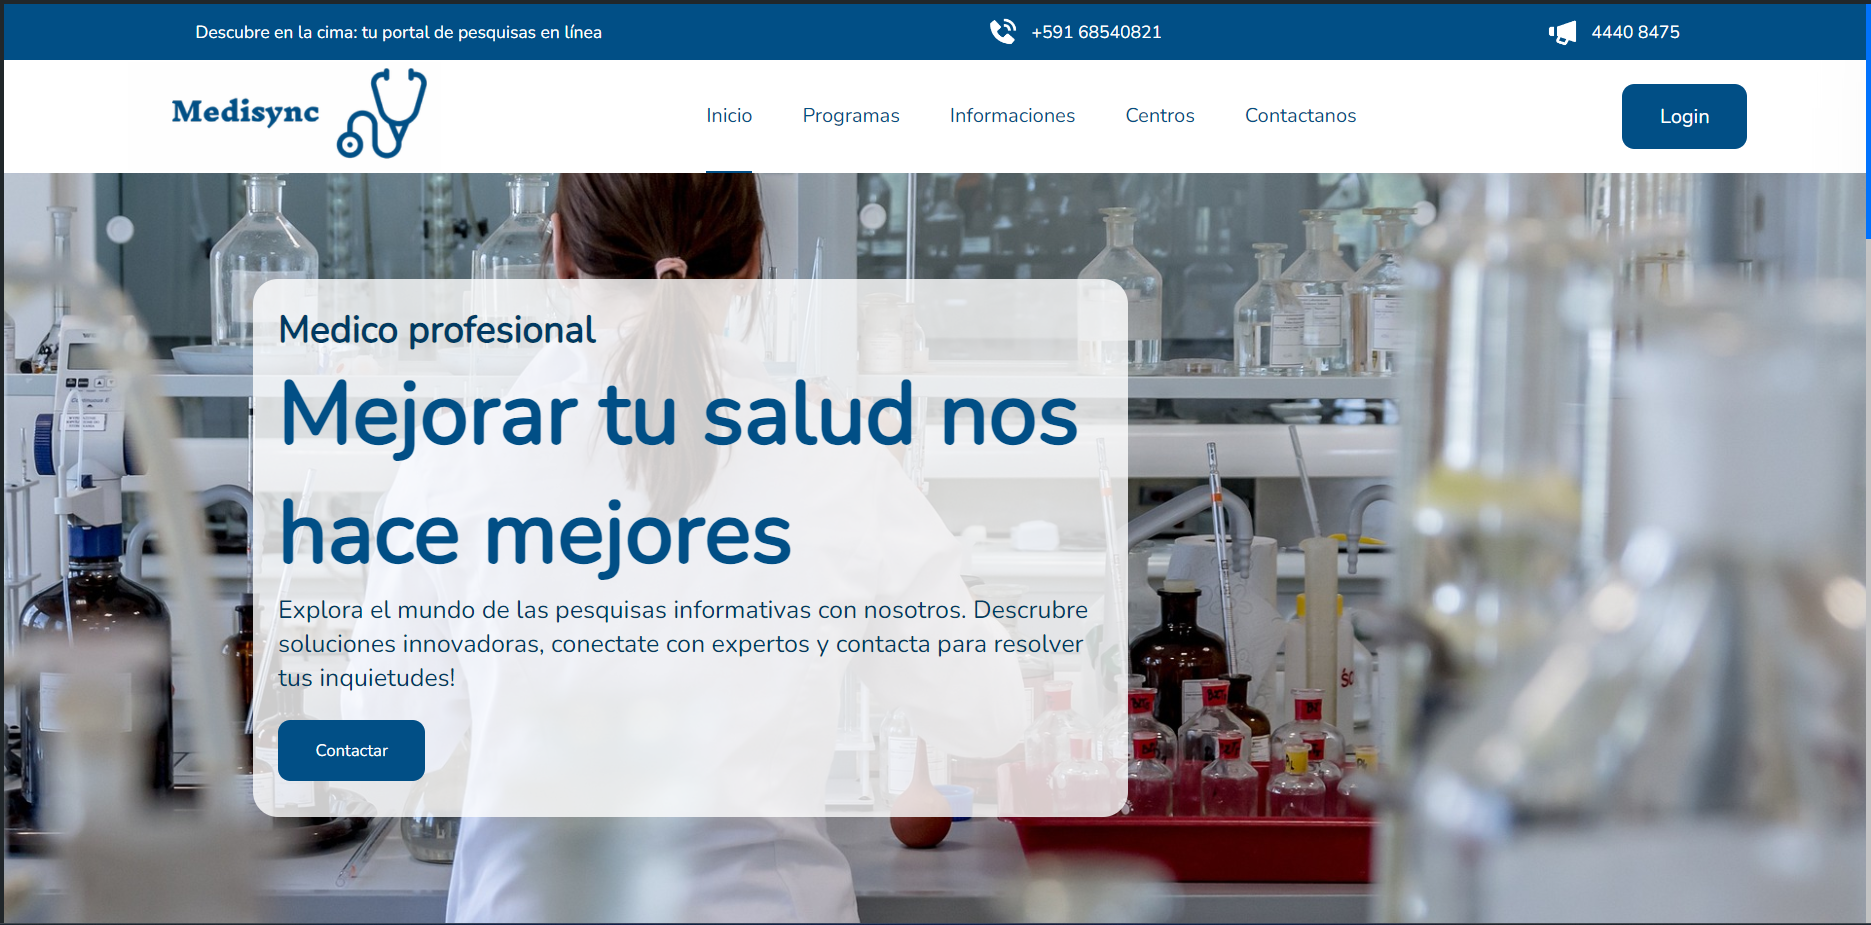 Descubre en la cima: tu portal de pesquisas en línea
+591 68540821
4440 8475
Medisync
Inicio
Programas
Informaciones
Centros
Contactanos
Login
Medico profesional
Mejorar tu salud nos
hace mejores
Explora el mundo de las pesquisas informativas con nosotros. Descrubre
soluciones innovadoras, conectate con expertos y contacta para resolver
tus inquietudes!
Contactar